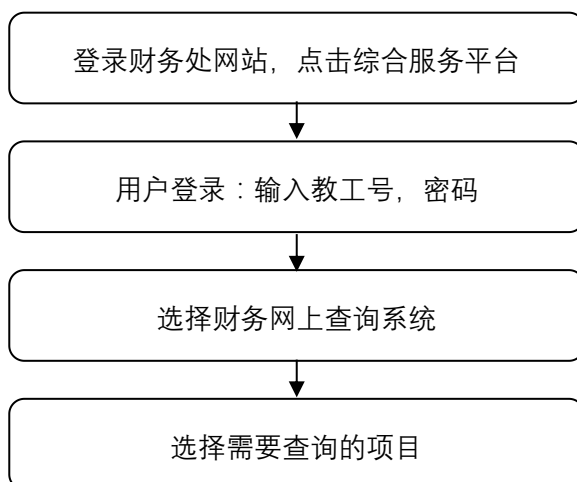 登录财务处网站，点击综合服务平台
用户登录：输入教工号，密码
选择财务网上查询系统
选择需要查询的项目